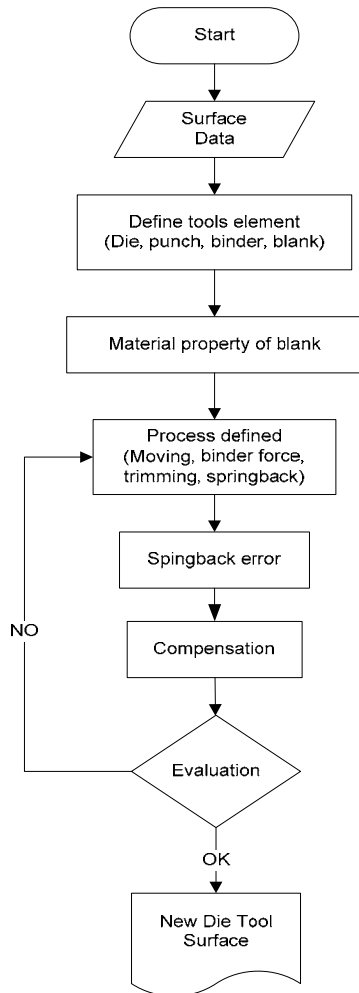 Start
Surface
Data
Define tools element
(Die, punch, binder, blank)
Material property of blank
Process defined
(Moving, binder force,
trimming, springback)
Spingback error
NO
Compensation
Evaluation
OK
New Die Tool
Surface